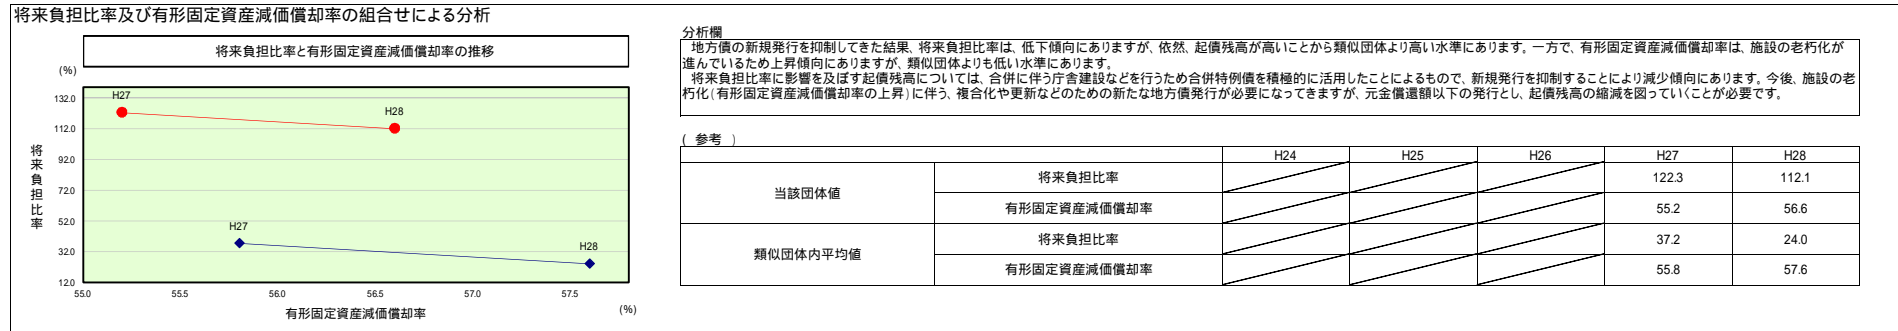 将来負担比率及び有形固定資産減価償却率の組合せによる分析
将来負担比率と有形固定資産減価償却率の推移
(%)
132.0
112.0
92.0
72.0
52.0
32.0
12.0
将来負担比率
H27
H28
H27
H28
55.0 55.5 56.0 56.5 57.0 57.5
有形固定資産減価償却率
(%)
分析欄
地方債の新規発行を抑制してきた結果、将来負担比率は、低下傾向にありますが、依然、起債残高が高いことから類似団体より高い水準にあります。一方で、有形固定資産減価償却率は、施設の老朽化が
進んでいるため上昇傾向にありますが、類似団体よりも低い水準にあります。
将来負担比率に影響を及ぼす起債残高については、合併に伴う庁舎建設などを行うため合併特例債を積極的に活用したことによるもので、新規発行を抑制することにより減少傾向にあります。今後、施設の老
朽化(有形固定資産減価償却率の上昇)に伴う、複合化や更新などのための新たな地方債発行が必要になってきますが、元金償還額以下の発行とし、起債残高の縮減を図っていくことが必要です。
( 参考 )
H24 H25 H26 H27 H28
当該団体値 将来負担比率 122.3 112.1
有形固定資産減価償却率 55.2 56.6
類似団体内平均値 将来負担比率 37.2 24.0
有形固定資産減価償却率 55.8 57.6